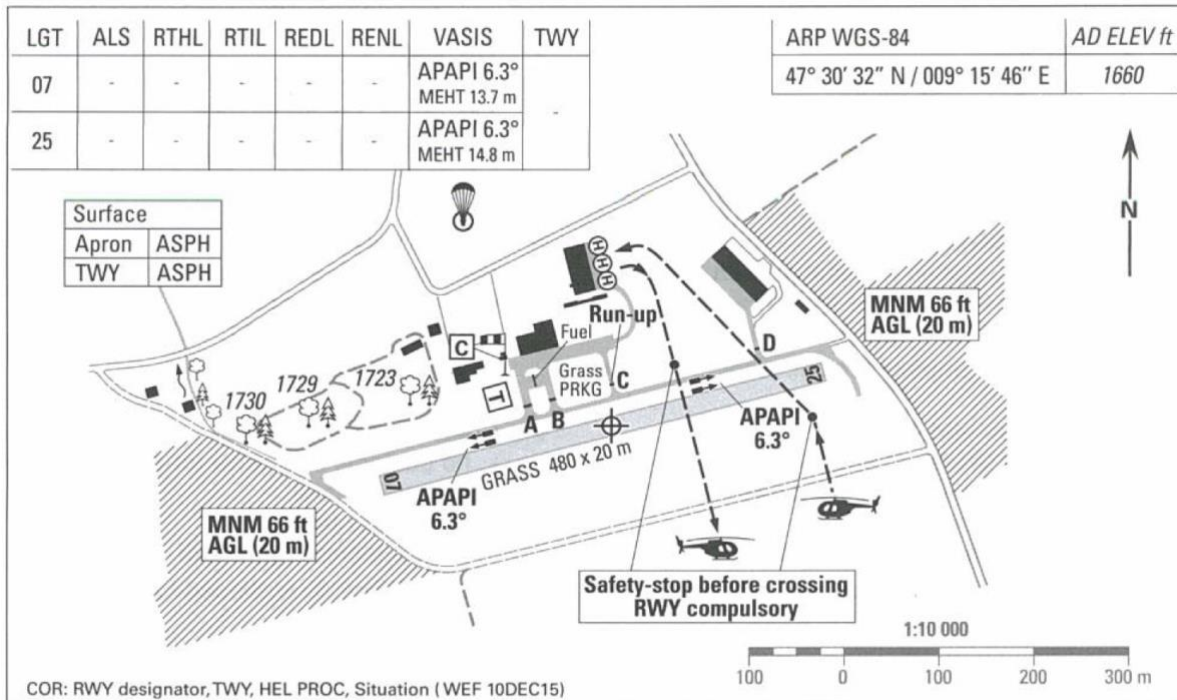 LGT ALS RTHL RTIL REDL RENL VASIS TWY
07 - - - - - APAPI 6.3° -
MEHT 13.7 m
25 - - - - - APAPI 6.3°
MEHT 14.8 m
ARP WGS-84 AD ELEV ft
47° 30' 32" N / 009° 15' 46" E 1660
N
Surface
Apron ASPH
TWY ASPH
H
H
H
MNM 66 ft
AGL (20 m)
Run-up
Fuel
C
Grass
PRKG
C
D
T
1723
1729
1730
A B
25
APAPI
6.3°
GRASS 480 x 20 m
07
APAPI
6.3°
MNM 66 ft
AGL (20 m)
Safety-stop before crossing
RWY compulsory
1:10 000
100 0 100 200 300 m
COR: RWY designator, TWY, HEL PROC, Situation (WEF 10DEC15)